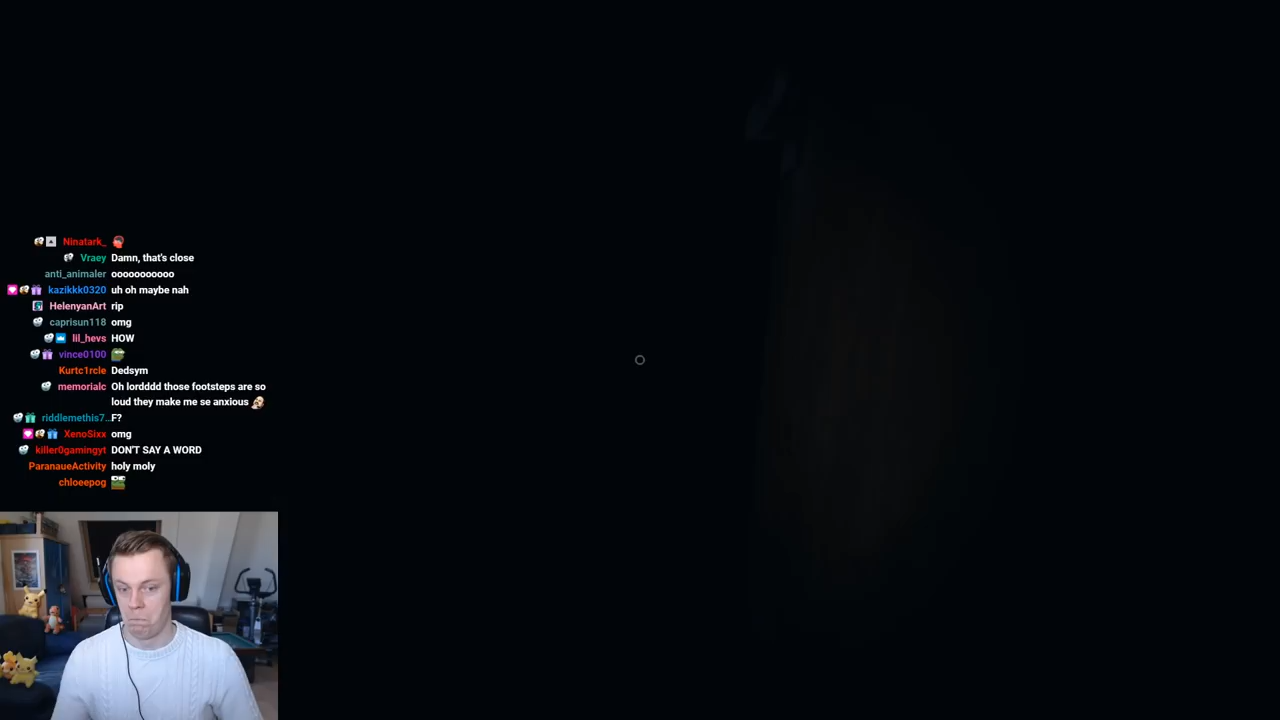 Ninatark_
Vraey Damn, that's close
anti_animaler ooooooooooo
kazikkk0320 uh oh maybe nah
HelenyanArt rip
caprisun118 omg
lil_hevs HOW
vince0100
Kurtc1rcle Dedsym
memorialc Oh lordddd those footsteps are so
loud they make me se anxious
riddlemethis7... F?
XenoSixx omg
killer0gamingyt DON'T SAY A WORD
ParanaueActivity holy moly
chloeepog